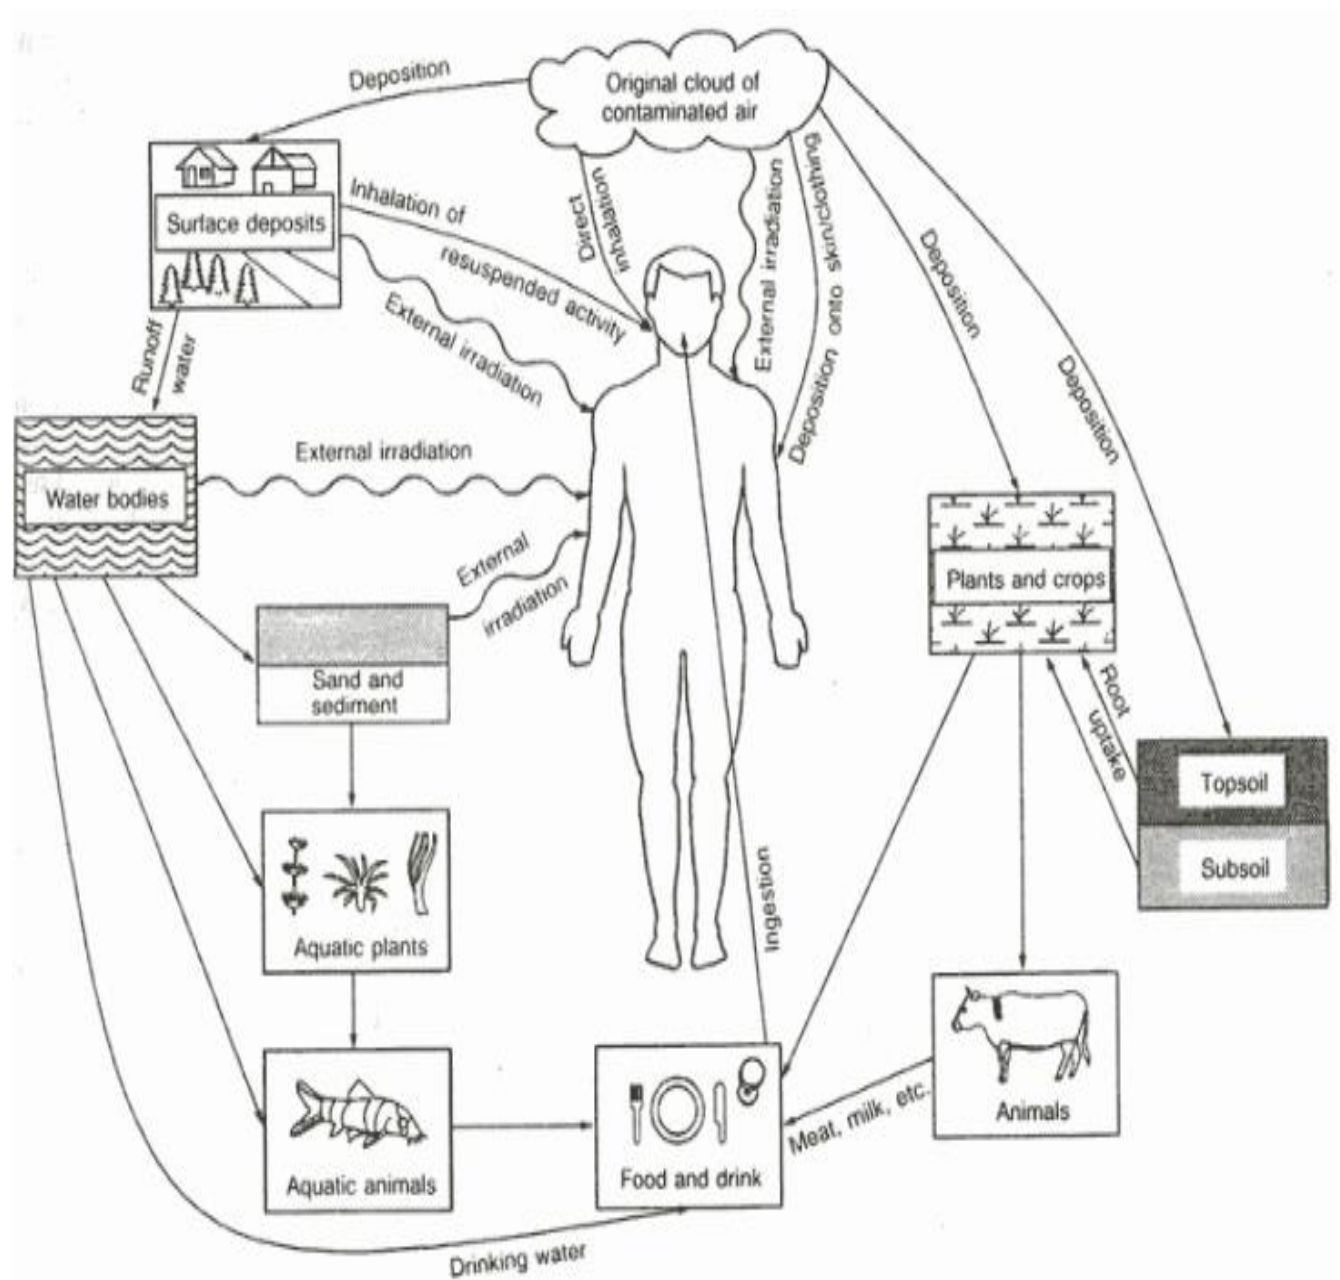 Original cloud of
contaminated air
Deposition
Surface deposits
Inhalation of
resuspended activity
Direct
inhalation
External irradiation
Deposition onto skin/clothing
Deposition
Deposition
External irradiation
Runoff
water
Water bodies
External irradiation
External
irradiation
Sand and
sediment
Plants and crops
Root
uptake
Topsoil
Subsoil
Ingestion
Aquatic plants
Aquatic animals
Food and drink
Meat, milk, etc.
Animals
Drinking water